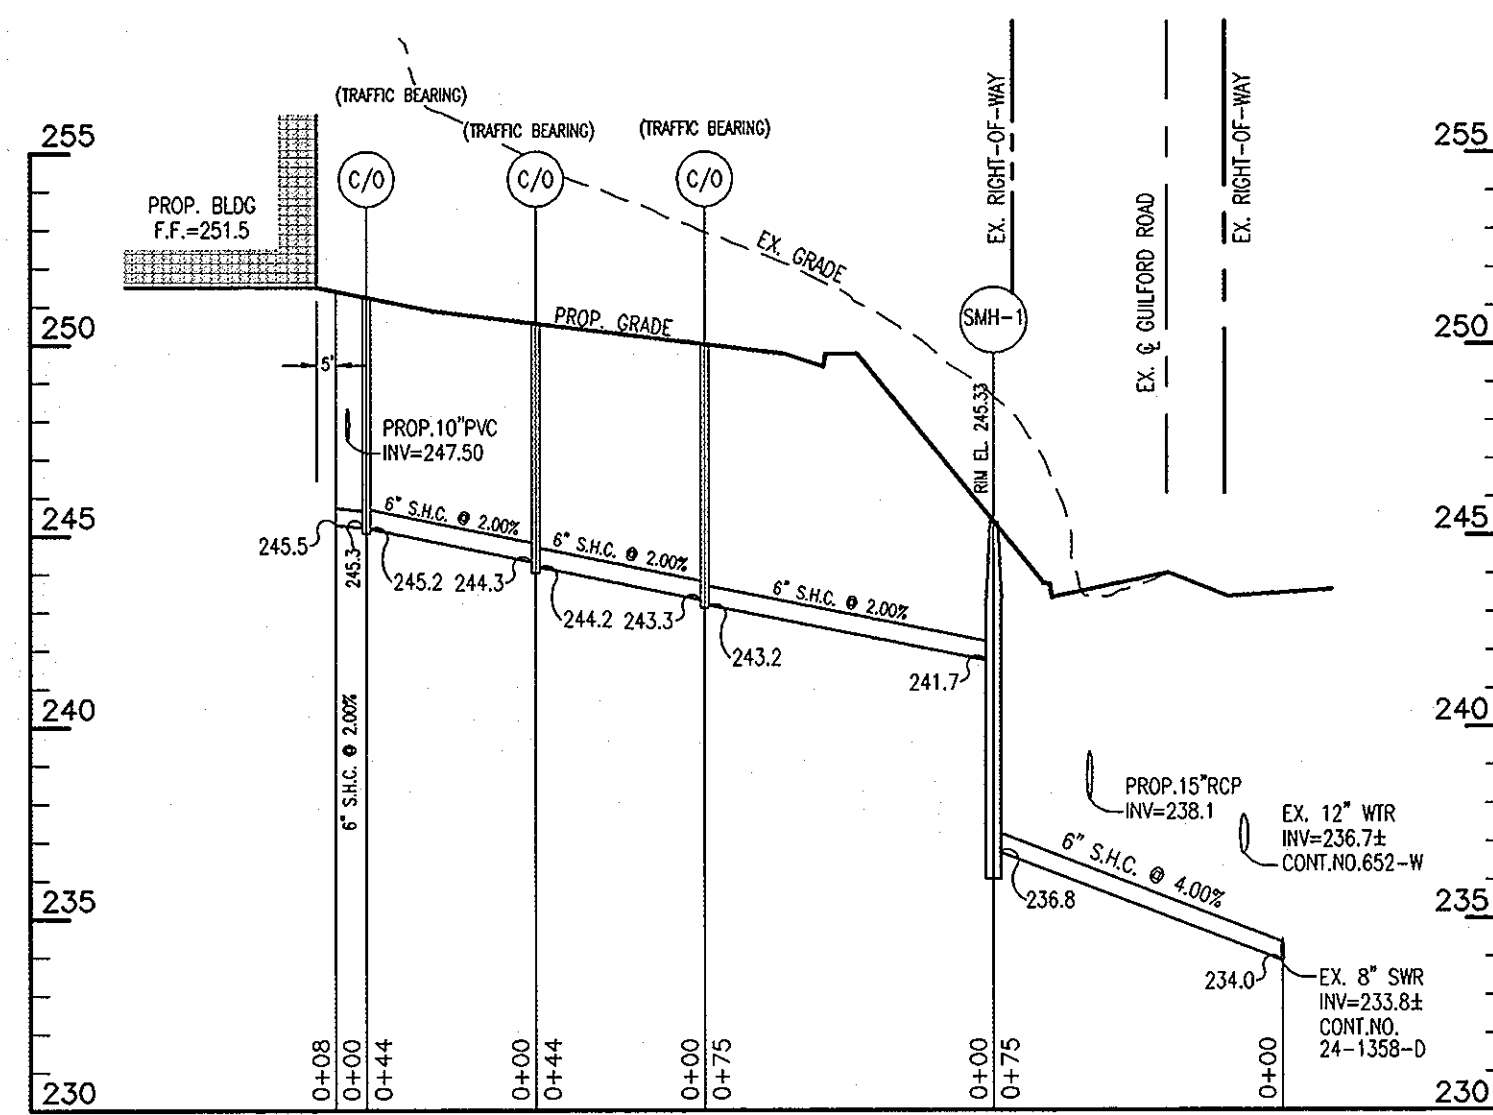 (TRAFFIC BEARING)
(TRAFFIC BEARING)
(TRAFFIC BEARING)
EX. RIGHT-OF-WAY
EX. ℄ GUILFORD ROAD
EX. RIGHT-OF-WAY
255
255
C/O
C/O
C/O
PROP. BLDG
F.F.=251.5
EX. GRADE
SMH-1
250
PROP. GRADE
250
5'
RIM EL. 245.33
PROP.10"PVC
INV=247.50
245
6" S.H.C. @ 2.00%
6" S.H.C. @ 2.00%
6" S.H.C. @ 2.00%
245
245.5
245.3
245.2
244.3
244.2
243.3
243.2
241.7
240
6" S.H.C. @ 2.00%
240
PROP.15"RCP
INV=238.1
EX. 12" WTR
INV=236.7±
CONT.NO.652-W
6" S.H.C. @ 4.00%
236.8
235
235
234.0
EX. 8" SWR
INV=233.8±
CONT.NO.
24-1358-D
0+08
0+00
0+44
0+00
0+44
0+75
0+00
0+75
0+00
230
230